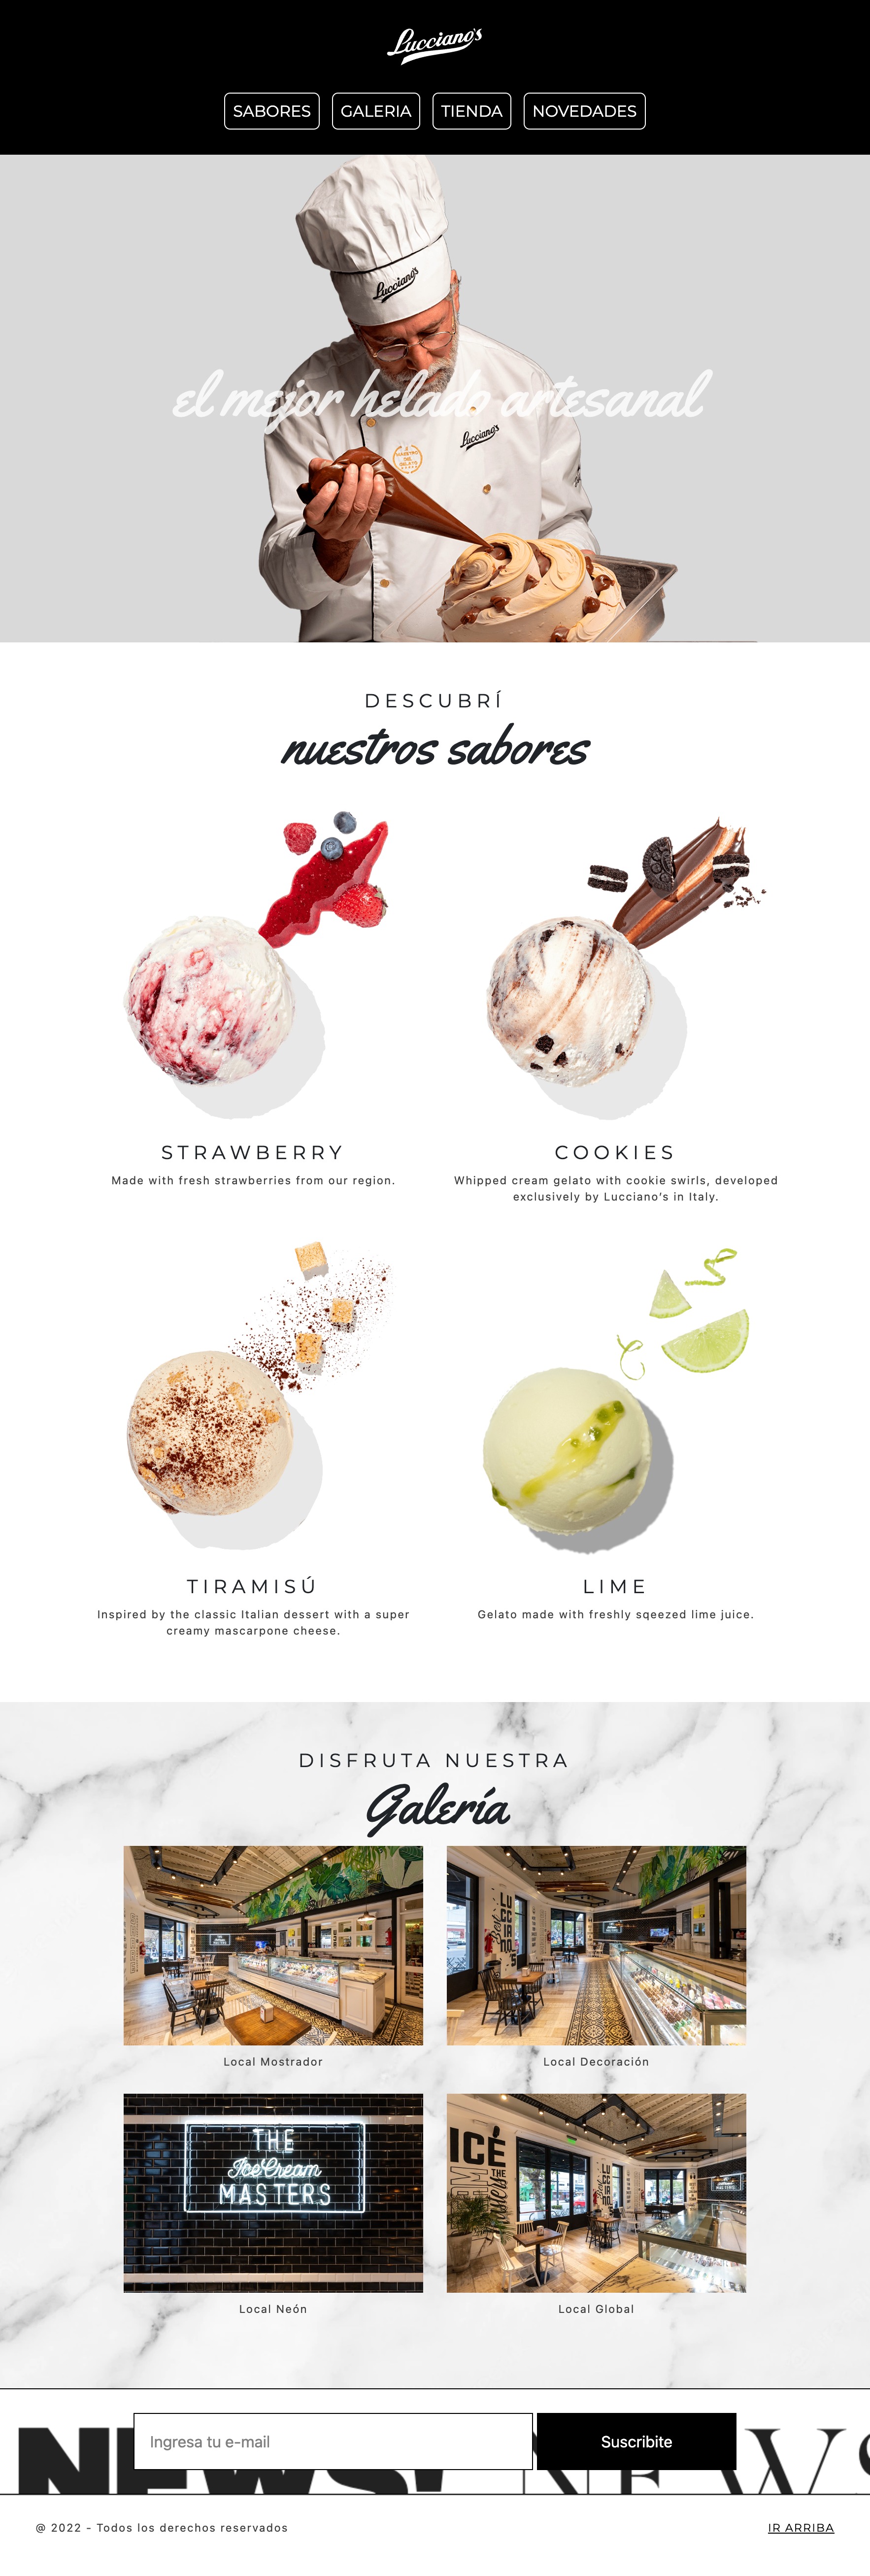 Lucciano's
SABORES GALERIA TIENDA NOVEDADES
Lucciano's
el mejor helado artesanal
Lucciano's
DESCUBRÍ
nuestros sabores
STRAWBERRY
Made with fresh strawberries from our region.
COOKIES
Whipped cream gelato with cookie swirls, developed
exclusively by Lucciano’s in Italy.
TIRAMISÚ
Inspired by the classic Italian dessert with a super
creamy mascarpone cheese.
LIME
Gelato made with freshly sqeezed lime juice.
DISFRUTA NUESTRA
Galería
Local Mostrador
Local Decoración
THE
IceCream
MASTERS
Local Neón
ICE
THE
Local Global
NEWS! NEWS
Ingresa tu e-mail
Suscribite
@ 2022 - Todos los derechos reservados
IR ARRIBA